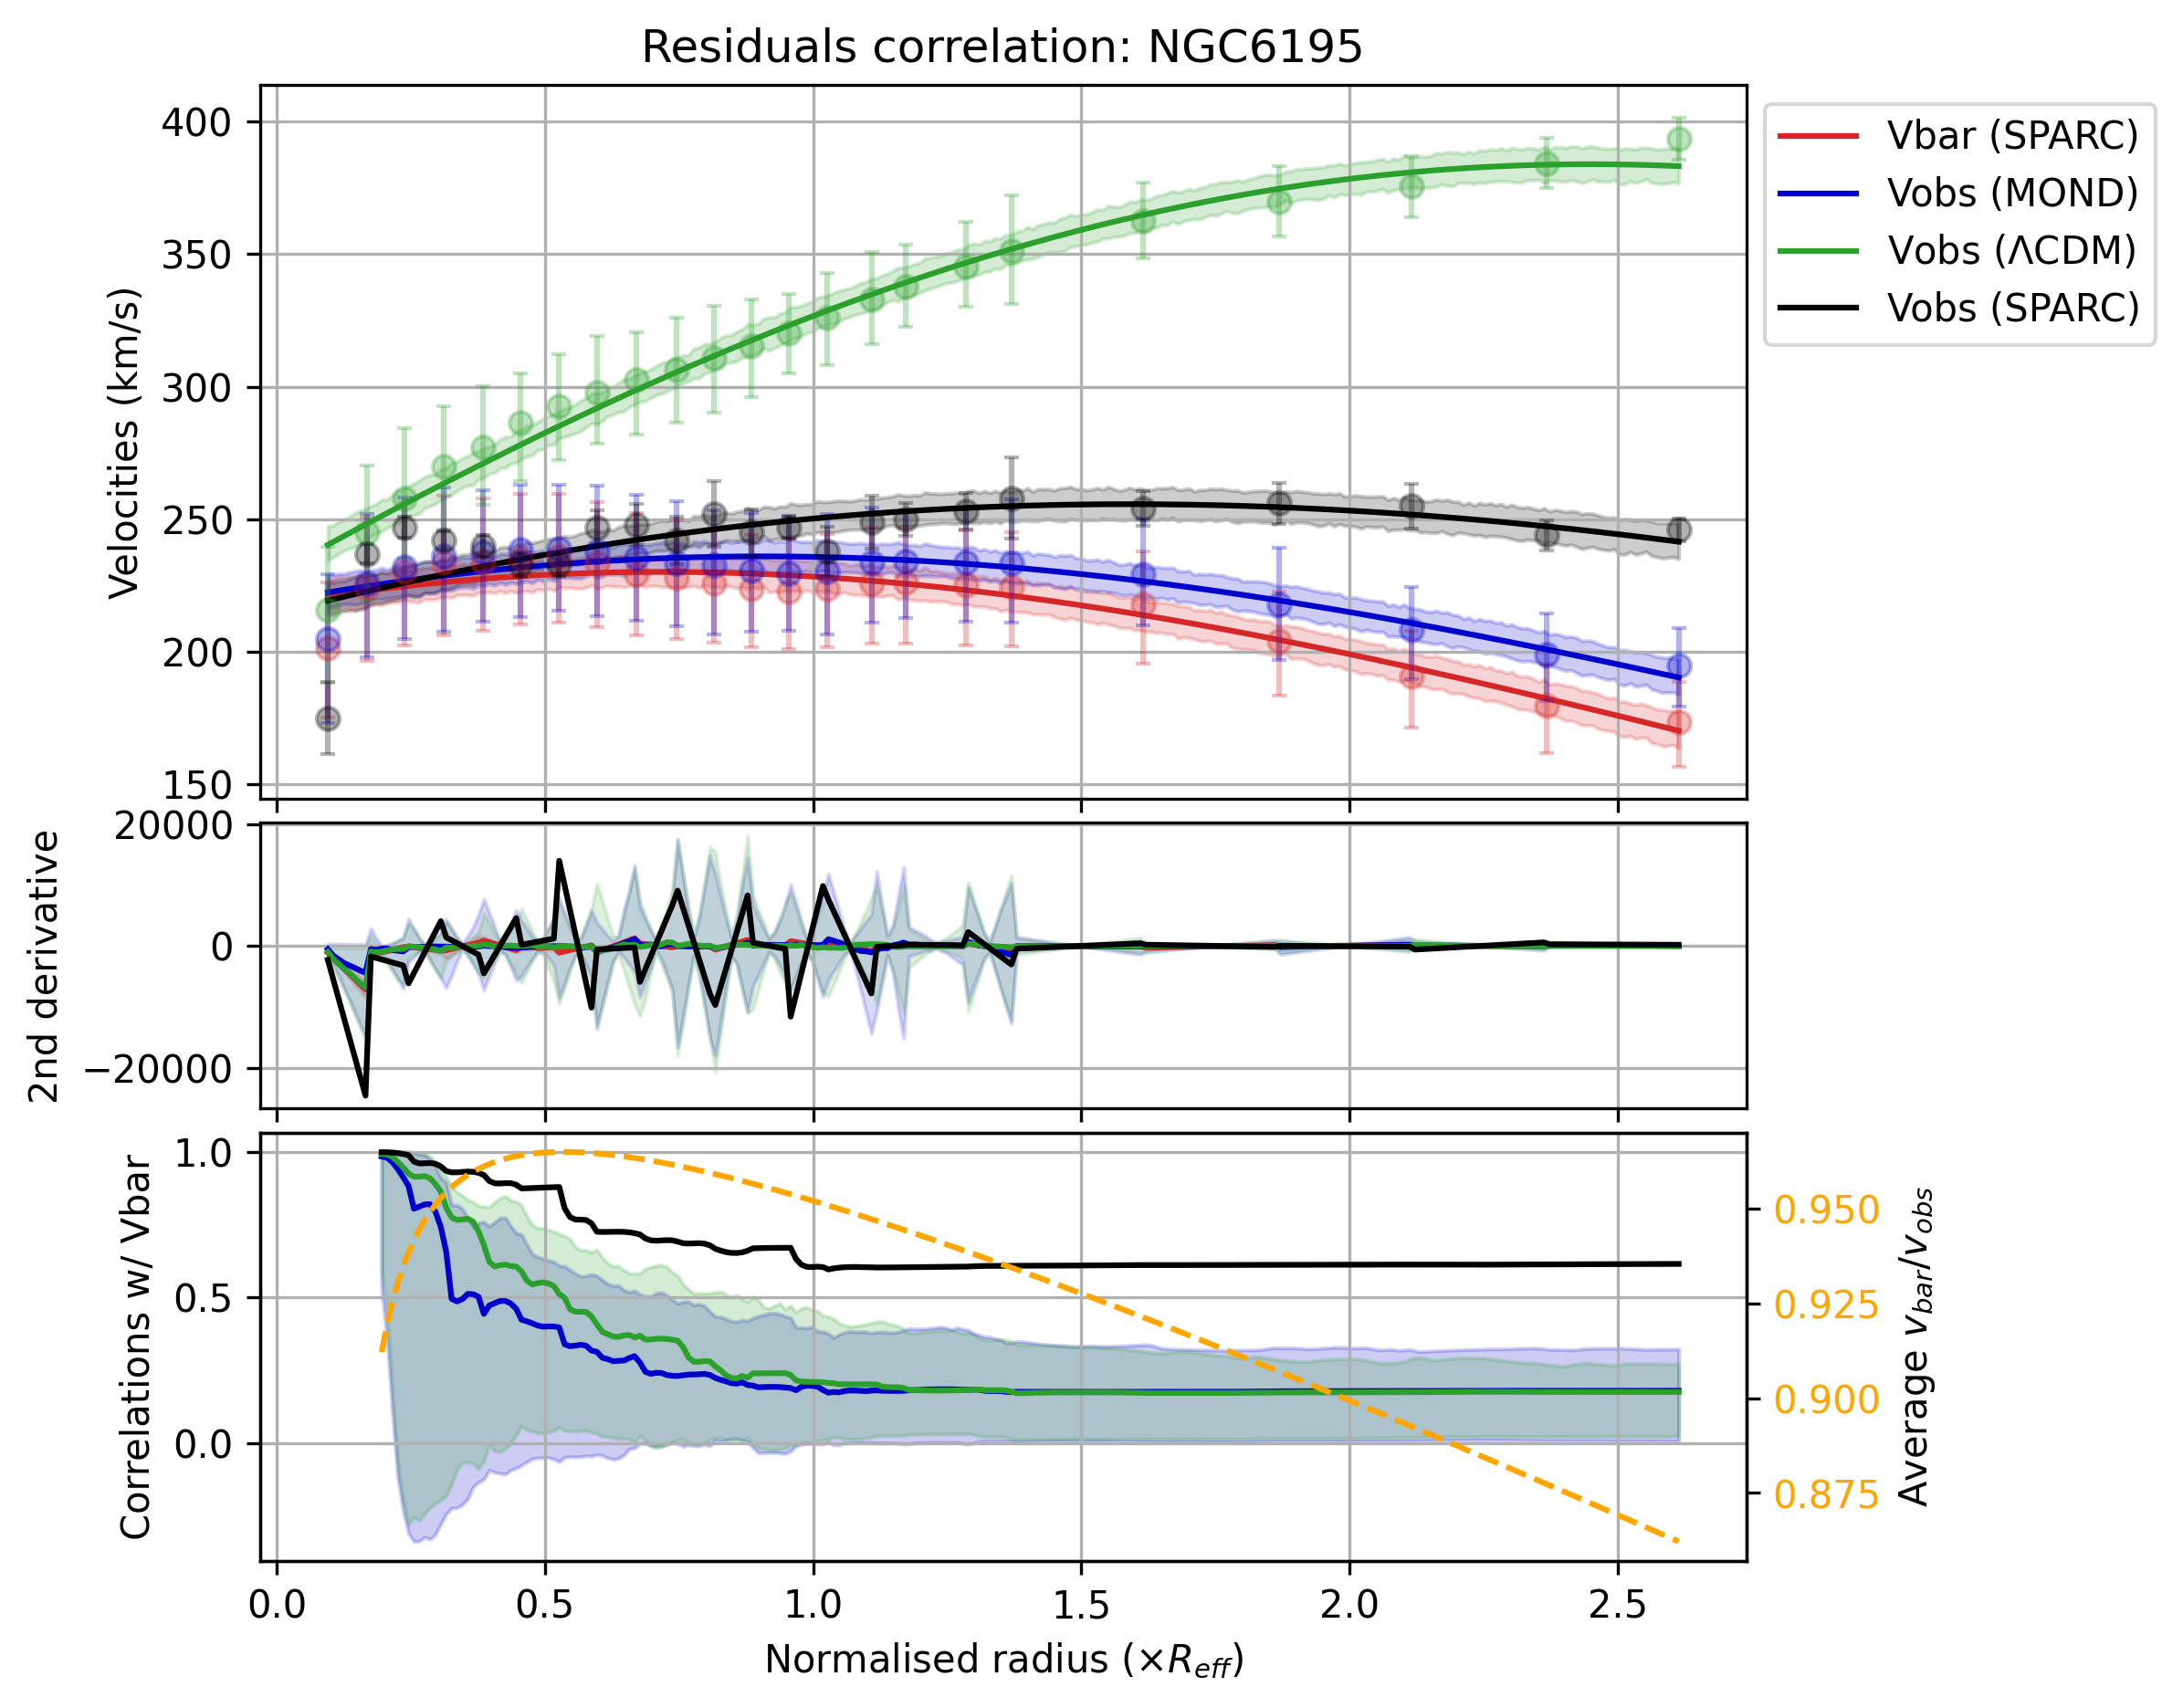 Residuals correlation: NGC6195
400
350
300
250
200
150
Velocities (km/s)
Vbar (SPARC)
Vobs (MOND)
Vobs (ΛCDM)
Vobs (SPARC)
20000
0
−20000
2nd derivative
1.0
0.5
0.0
Correlations w/ Vbar
0.950
0.925
0.900
0.875
Average v_bar/v_obs
0.0 0.5 1.0 1.5 2.0 2.5
Normalised radius (×R_eff)